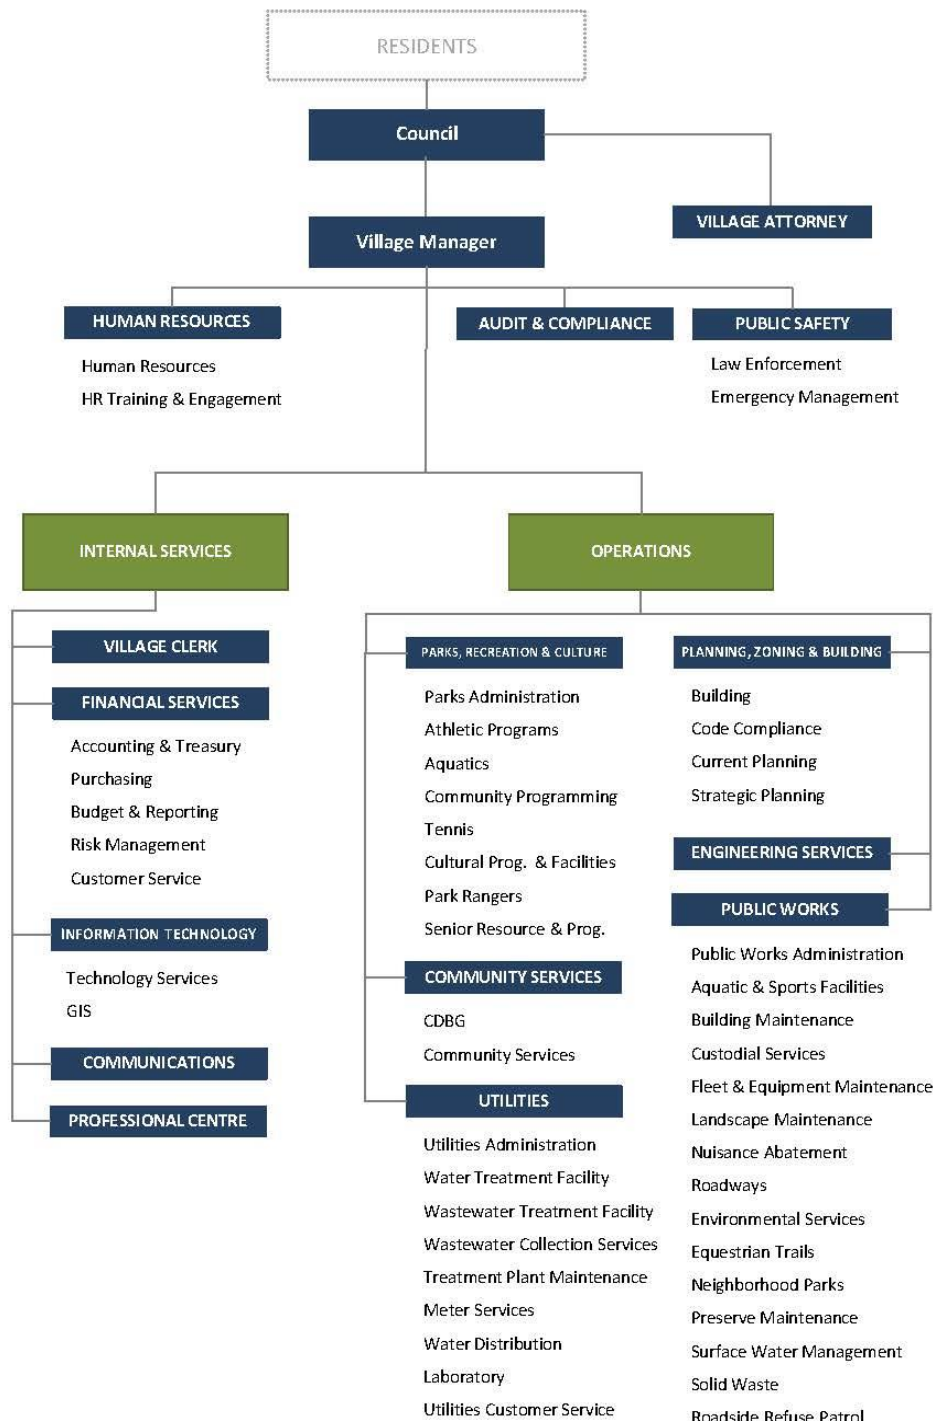 RESIDENTS
Council
VILLAGE ATTORNEY
Village Manager
HUMAN RESOURCES
Human Resources
HR Training & Engagement
AUDIT & COMPLIANCE
PUBLIC SAFETY
Law Enforcement
Emergency Management
INTERNAL SERVICES
VILLAGE CLERK
FINANCIAL SERVICES
Accounting & Treasury
Purchasing
Budget & Reporting
Risk Management
Customer Service
INFORMATION TECHNOLOGY
Technology Services
GIS
COMMUNICATIONS
PROFESSIONAL CENTRE
OPERATIONS
PARKS, RECREATION & CULTURE
Parks Administration
Athletic Programs
Aquatics
Community Programming
Tennis
Cultural Prog. & Facilities
Park Rangers
Senior Resource & Prog.
COMMUNITY SERVICES
CDBG
Community Services
UTILITIES
Utilities Administration
Water Treatment Facility
Wastewater Treatment Facility
Wastewater Collection Services
Treatment Plant Maintenance
Meter Services
Water Distribution
Laboratory
Utilities Customer Service
PLANNING, ZONING & BUILDING
Building
Code Compliance
Current Planning
Strategic Planning
ENGINEERING SERVICES
PUBLIC WORKS
Public Works Administration
Aquatic & Sports Facilities
Building Maintenance
Custodial Services
Fleet & Equipment Maintenance
Landscape Maintenance
Nuisance Abatement
Roadways
Environmental Services
Equestrian Trails
Neighborhood Parks
Preserve Maintenance
Surface Water Management
Solid Waste
Roadside Refuse Patrol